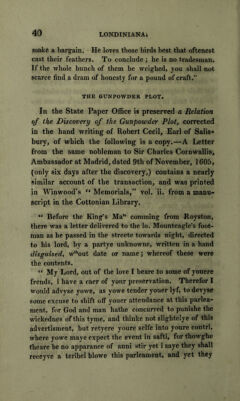 40 LONDINIANA.
make a bargain. He loves those birds best that oftenest
cast their feathers. To conclude; he is no tradesman.
If the whole bunch of them be weighed, you shall not
scarce find a dram of honesty for a pound of craft."
THE GUNPOWDER PLOT.
In the State Paper Office is preserved a Relation
of the Discovery of the Gunpowder Plot, corrected
in the hand writing of Robert Cecil, Earl of Salis-
bury, of which the following is a copy.—A Letter
from the same nobleman to Sir Charles Cornwallis,
Ambassador at Madrid, dated 9th of November, 1605,
(only six days after the discovery,) contains a nearly
similar account of the transaction, and was printed
in Winwood's "Memorials," vol. ii. from a manu-
script in the Cottonian Library.
"Before the King's Matie comming from Royston,
there was a letter delivered to the lo. Mounteagle's foot-
man as he passed in the streete towards night, directed
to his lord, by a partye unknowne, written in a hand
disguised, wthout date or name; whereof these were
the contents.
"My Lord, out of the love I beare to some of youere
frends, i have a caer of your preservation. Therefor I
would advyse yowe, as yowe tender youer lyf, to devyse
some excuse to shift off youer attendance at this parlea-
ment, for God and man hathe concurred to punishe the
wickednes of this tyme, and thinke not slightelye of this
advertisment, but retyere youre selfe into youre contri,
where yowe maye expect the event in safti, for thowghe
theare be no apparance of anni stir yet i saye they shall
receyve a teribel blowe this parleament, and yet they